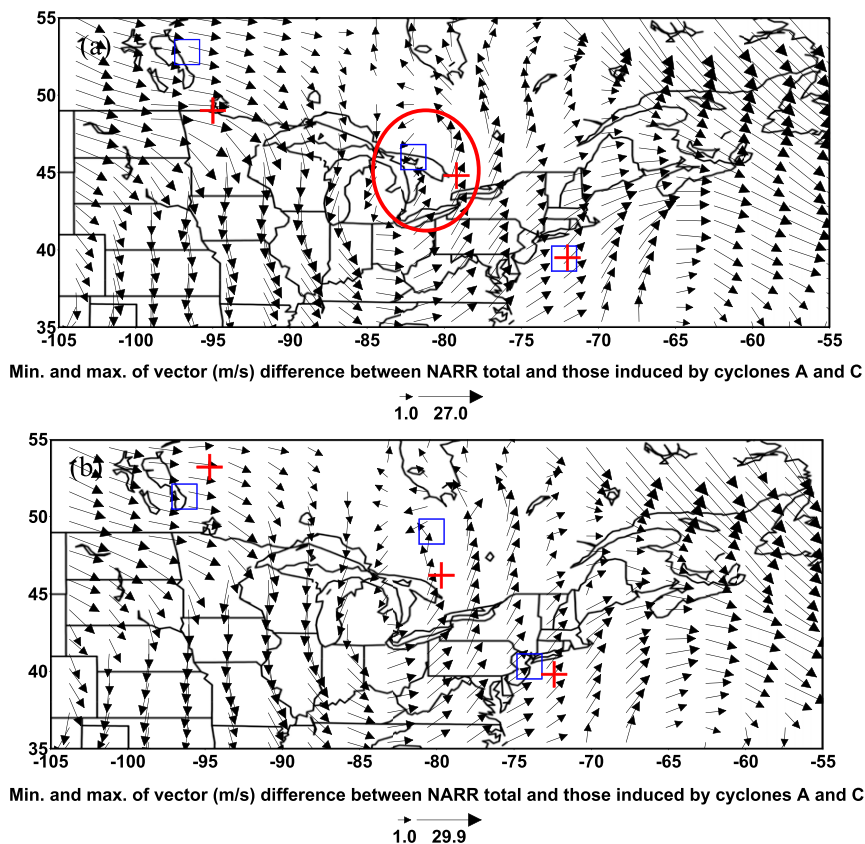 55
(a)
50
45
40
35
-105 -100 -95 -90 -85 -80 -75 -70 -65 -60 -55
Min. and max. of vector (m/s) difference between NARR total and those induced by cyclones A and C
1.0 27.0
55
(b)
50
45
40
35
-105 -100 -95 -90 -85 -80 -75 -70 -65 -60 -55
Min. and max. of vector (m/s) difference between NARR total and those induced by cyclones A and C
1.0 29.9